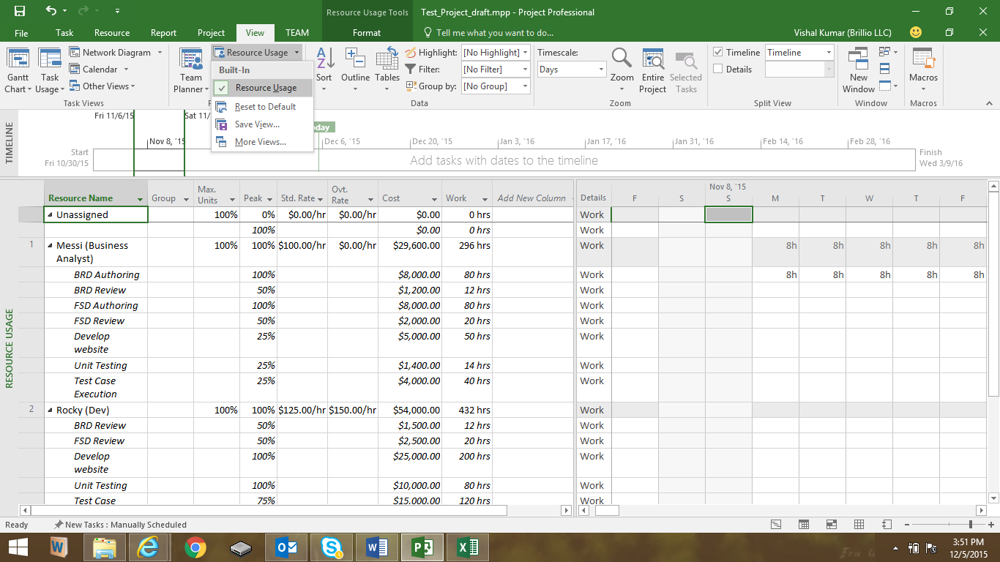 Resource Usage Tools
Test_Project_draft.mpp - Project Professional
File Task Resource Report Project View TEAM Format Tell me what you want to do... Vishal Kumar (Brillio LLC)
Gantt Chart
Task Usage
Network Diagram
Calendar
Other Views
Task Views
Team Planner
Resource Usage
Built-In
Resource Usage
Reset to Default
Save View...
More Views...
Sort
Outline
Tables
Highlight: [No Highlight]
Filter: [No Filter]
Group by: [No Group]
Data
Timescale:
Days
Zoom
Entire Project
Selected Tasks
Zoom
Timeline Timeline
Details
Split View
New Window
Window
Macros
Macros
TIMELINE
Fri 11/6/15 Sat 11/
Nov 8, '15 Dec 6, '15 Dec 20, '15 Jan 3, '16 Jan 17, '16 Jan 31, '16 Feb 14, '16 Feb 28, '16
Start
Fri 10/30/15
Add tasks with dates to the timeline
Finish
Wed 3/9/16
RESOURCE USAGE
Resource Name Group Max. Units Peak Std. Rate Ovt. Rate Cost Work Add New Column Details
Nov 8, '15
F S S M T W T F
Unassigned 100% 0% $0.00/hr $0.00/hr $0.00 0 hrs Work
100% $0.00 0 hrs Work
1 Messi (Business Analyst) 100% 100% $100.00/hr $0.00/hr $29,600.00 296 hrs Work 8h 8h 8h 8h 8h
BRD Authoring 100% $8,000.00 80 hrs Work 8h 8h 8h 8h 8h
BRD Review 50% $1,200.00 12 hrs Work
FSD Authoring 100% $8,000.00 80 hrs Work
FSD Review 50% $2,000.00 20 hrs Work
Develop website 25% $5,000.00 50 hrs Work
Unit Testing 25% $1,400.00 14 hrs Work
Test Case Execution 25% $4,000.00 40 hrs Work
2 Rocky (Dev) 100% 100% $125.00/hr $150.00/hr $54,000.00 432 hrs Work
BRD Review 50% $1,500.00 12 hrs Work
FSD Review 50% $2,500.00 20 hrs Work
Develop website 100% $25,000.00 200 hrs Work
Unit Testing 100% $10,000.00 80 hrs Work
Test Case 75% $15,000.00 120 hrs Work
Ready New Tasks : Manually Scheduled
3:51 PM
12/5/2015